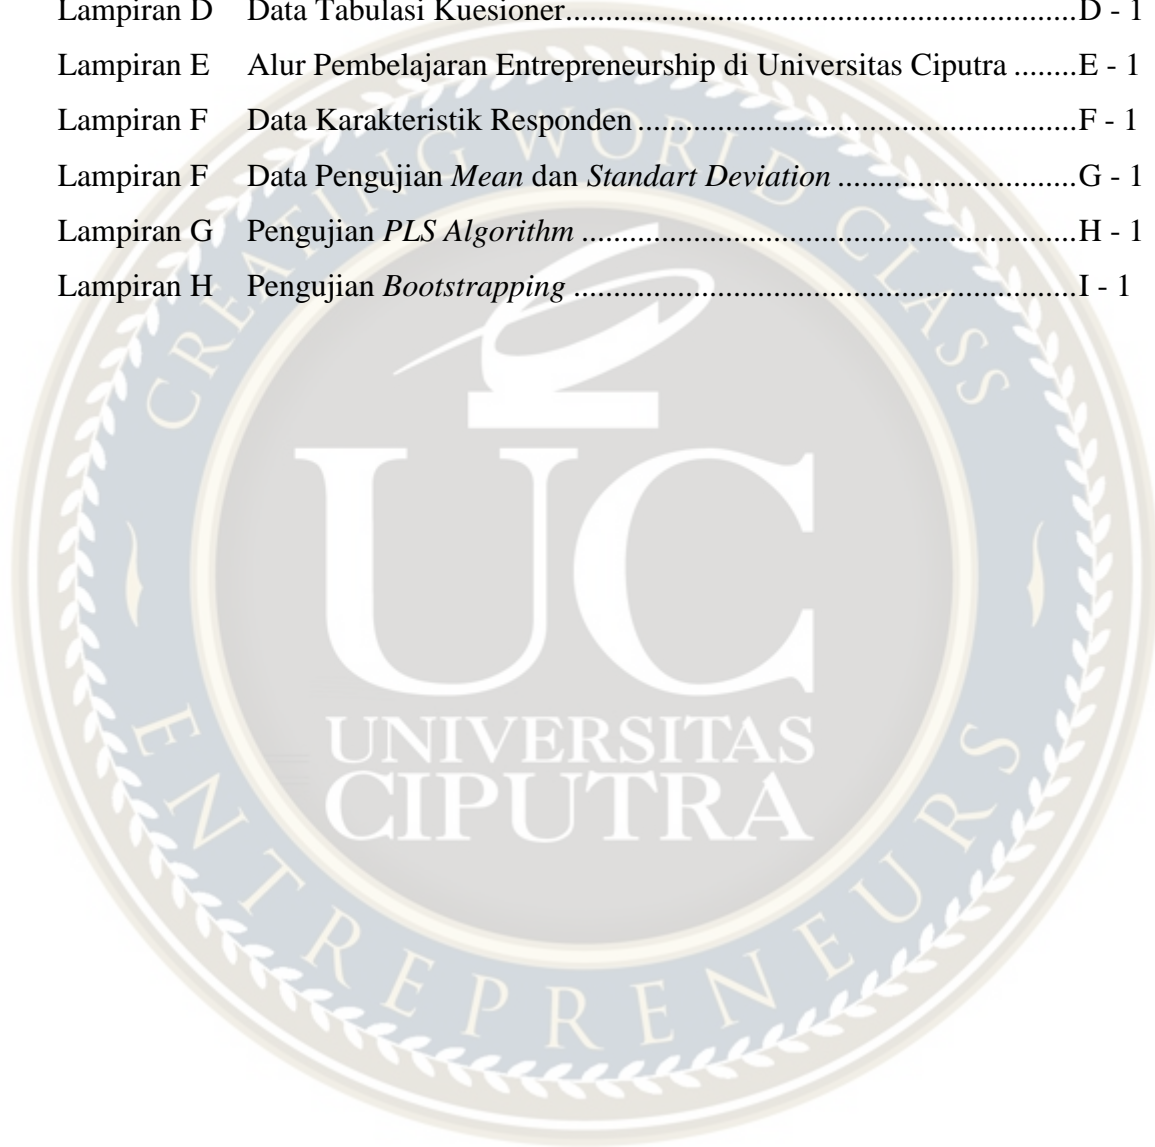 Lampiran D Data Tabulasi Kuesioner................................................................D - 1
Lampiran E Alur Pembelajaran Entrepreneurship di Universitas Ciputra ........E - 1
Lampiran F Data Karakteristik Responden.......................................................F - 1
Lampiran F Data Pengujian Mean dan Standart Deviation ..............................G - 1
Lampiran G Pengujian PLS Algorithm ..............................................................H - 1
Lampiran H Pengujian Bootstrapping ...............................................................I - 1
CREATING WORLD CLASS
UC
UNIVERSITAS
CIPUTRA
ENTREPRENEURS